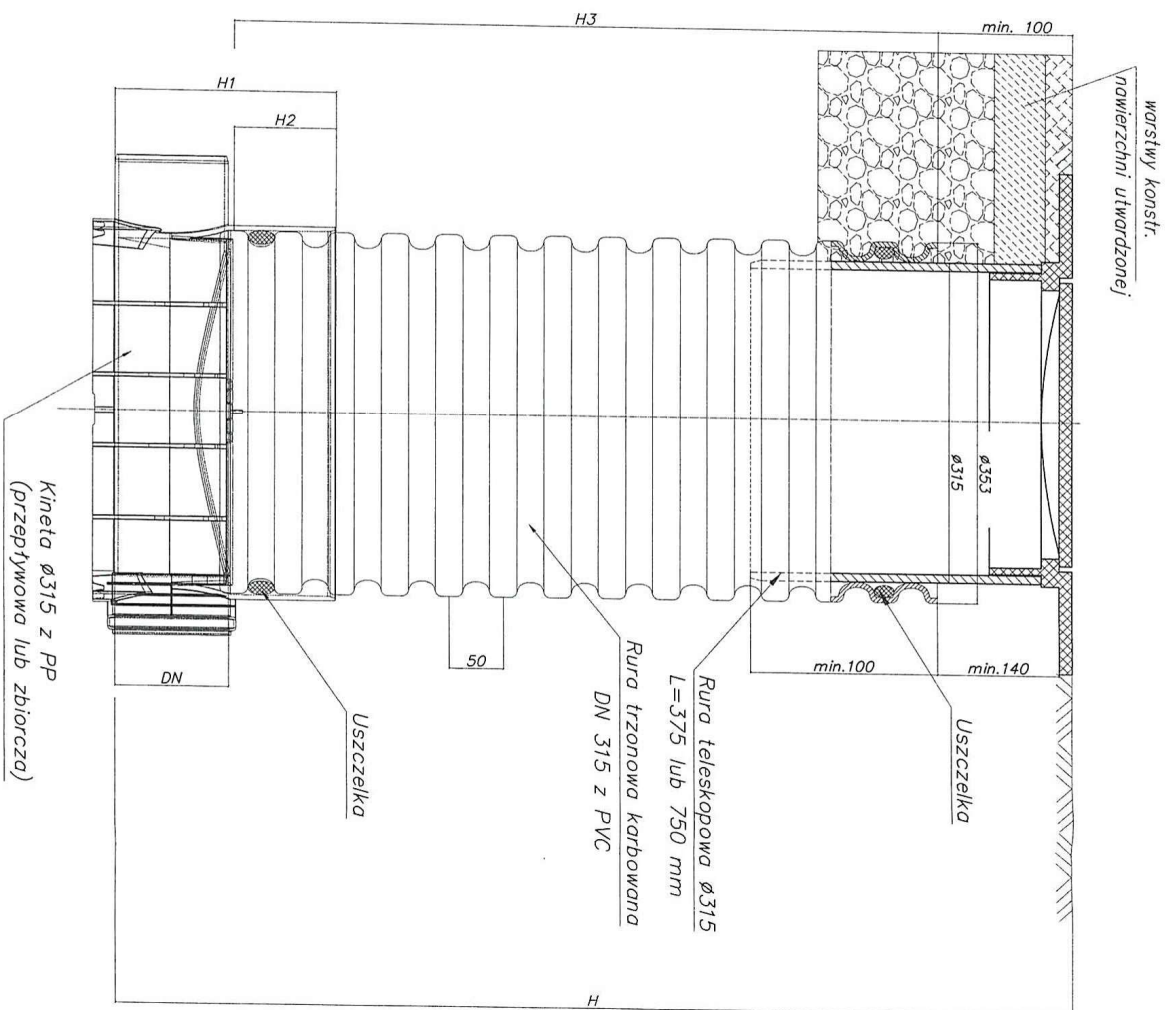 H3
min. 100
warstwy konstr.
nawierzchni utwardzonej
H1
H2
ø353
ø315
50
min.100
min.140
DN
Uszczelka
Rura teleskopowa ø315
L=375 lub 750 mm
Rura trzonowa karbowana
DN 315 z PVC
Uszczelka
Kineta ø315 z PP
(przepływowa lub zbiorcza)
H